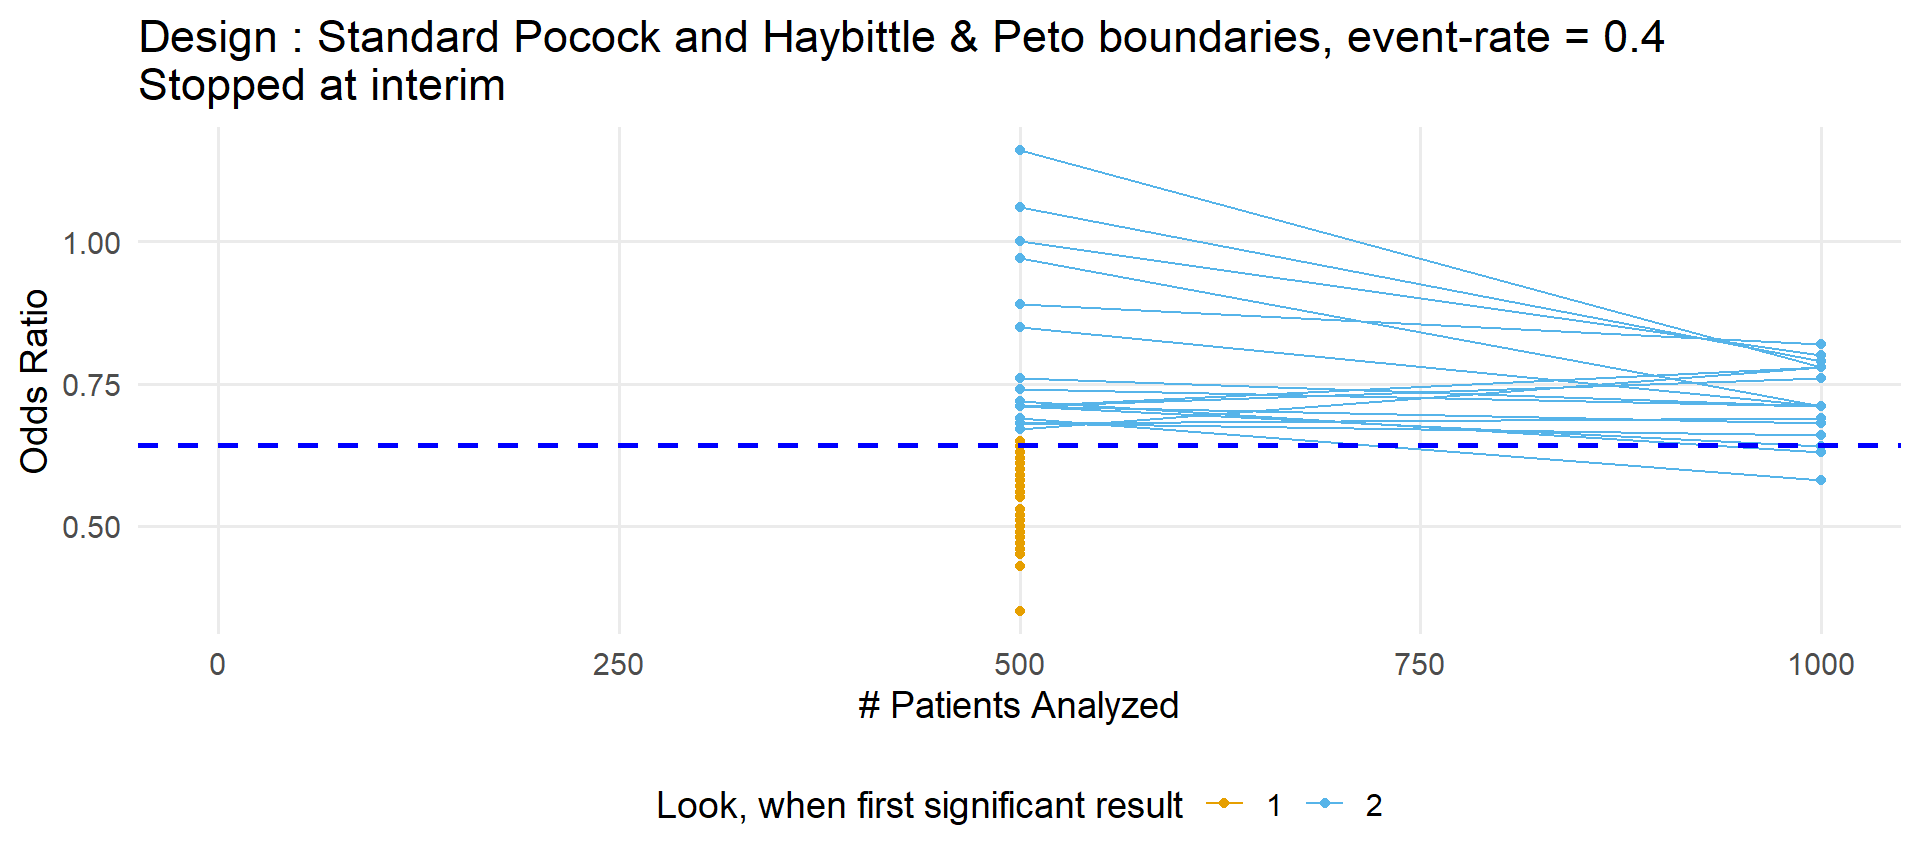 Design : Standard Pocock and Haybittle & Peto boundaries, event-rate = 0.4
Stopped at interim
Odds Ratio
1.00
0.75
0.50
0 250 500 750 1000
# Patients Analyzed
Look, when first significant result 1 2